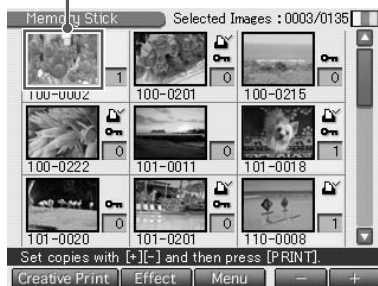 Memory Stick Selected Images : 0003/0135
1 0 0
100-0002 100-0201 100-0215
0 0 1
100-0222 101-0011 101-0018
0 0 1
101-0020 101-0201 110-0008
Set copies with [+][-] and then press [PRINT].
Creative Print Effect Menu - +